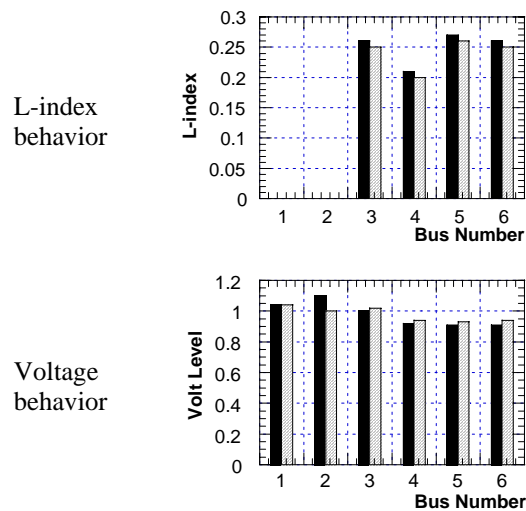 L-index
behavior
L-index
0.3
0.25
0.2
0.15
0.1
0.05
0
1 2 3 4 5 6
Bus Number
Voltage
behavior
Volt Level
1.2
1
0.8
0.6
0.4
0.2
0
1 2 3 4 5 6
Bus Number